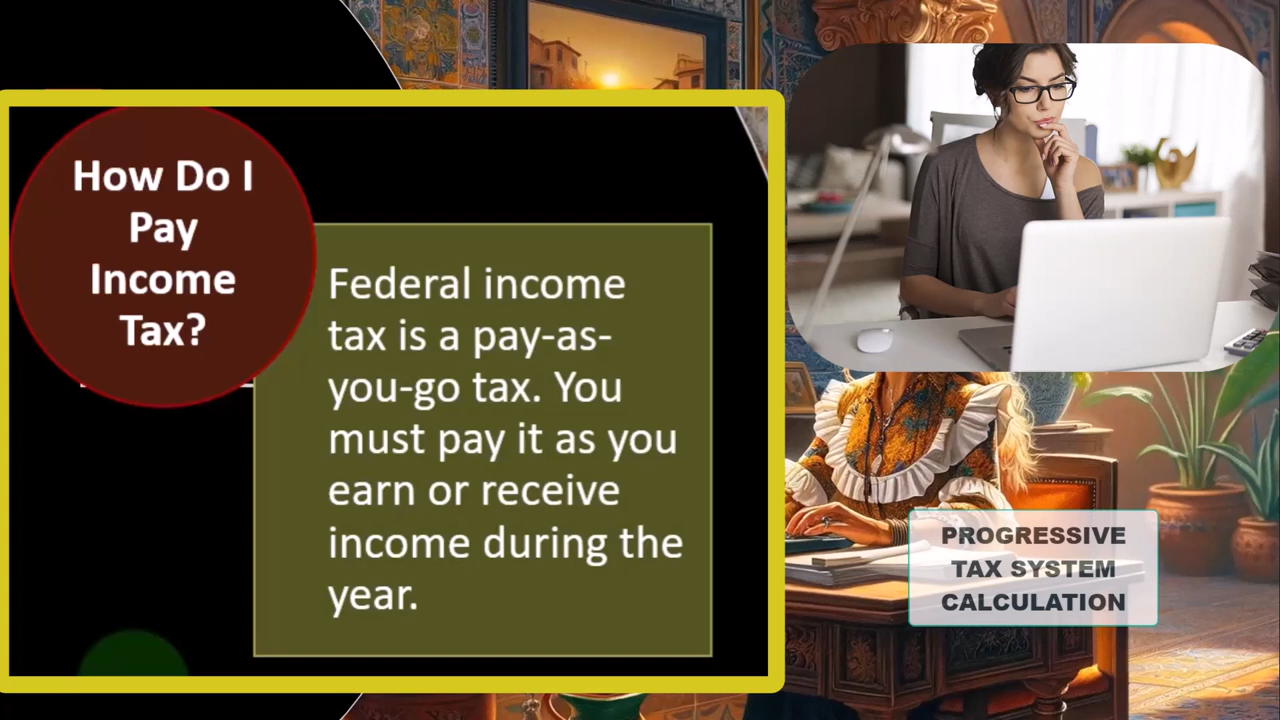 How Do I
Pay
Income
Tax?
Federal income
tax is a pay-as-
you-go tax. You
must pay it as you
earn or receive
income during the
year.
PROGRESSIVE
TAX SYSTEM
CALCULATION